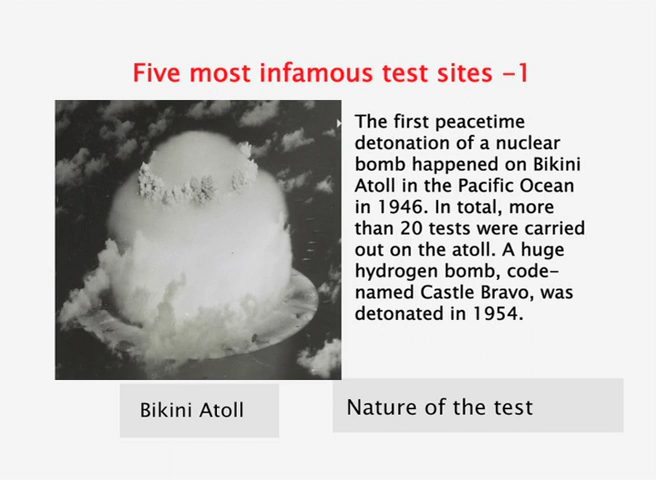 Five most infamous test sites –1
The first peacetime
detonation of a nuclear
bomb happened on Bikini
Atoll in the Pacific Ocean
in 1946. In total, more
than 20 tests were carried
out on the atoll. A huge
hydrogen bomb, code–
named Castle Bravo, was
detonated in 1954.
Bikini Atoll
Nature of the test